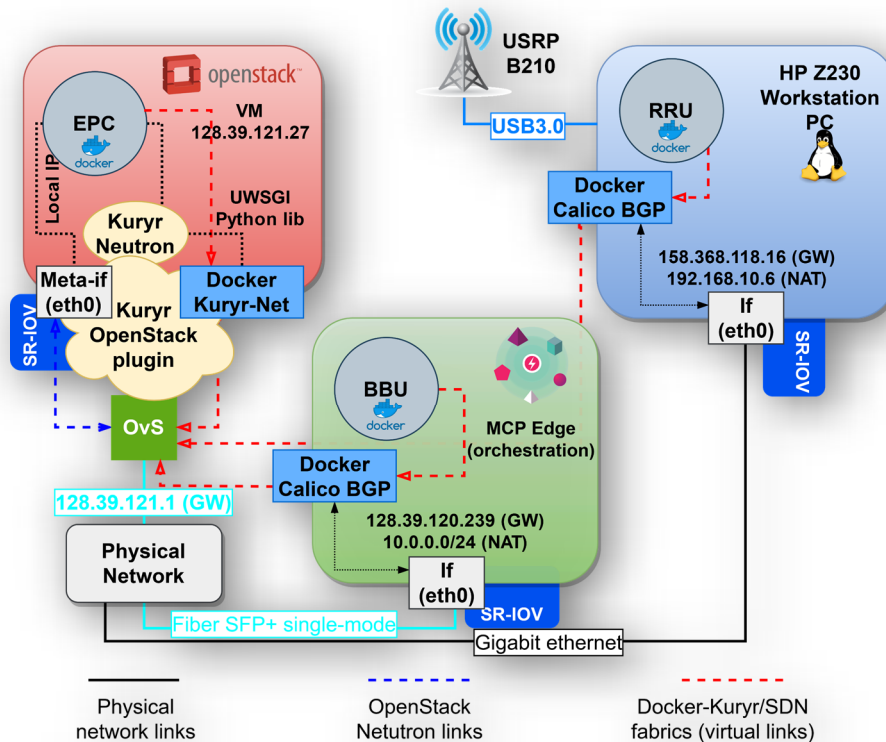 openstack™
EPC
docker
VM
128.39.121.27
Local IP
UWSGI
Python lib
Kuryr
Neutron
Meta-if
(eth0)
Docker
Kuryr-Net
Kuryr
OpenStack
plugin
SR-IOV
OvS
128.39.121.1 (GW)
Physical
Network
USRP
B210
USB3.0
HP Z230
Workstation
PC
RRU
docker
Docker
Calico BGP
158.368.118.16 (GW)
192.168.10.6 (NAT)
If
(eth0)
SR-IOV
BBU
docker
MCP Edge
(orchestration)
Docker
Calico BGP
128.39.120.239 (GW)
10.0.0.0/24 (NAT)
If
(eth0)
SR-IOV
Fiber SFP+ single-mode
Gigabit ethernet
Physical
network links
OpenStack
Netutron links
Docker-Kuryr/SDN
fabrics (virtual links)